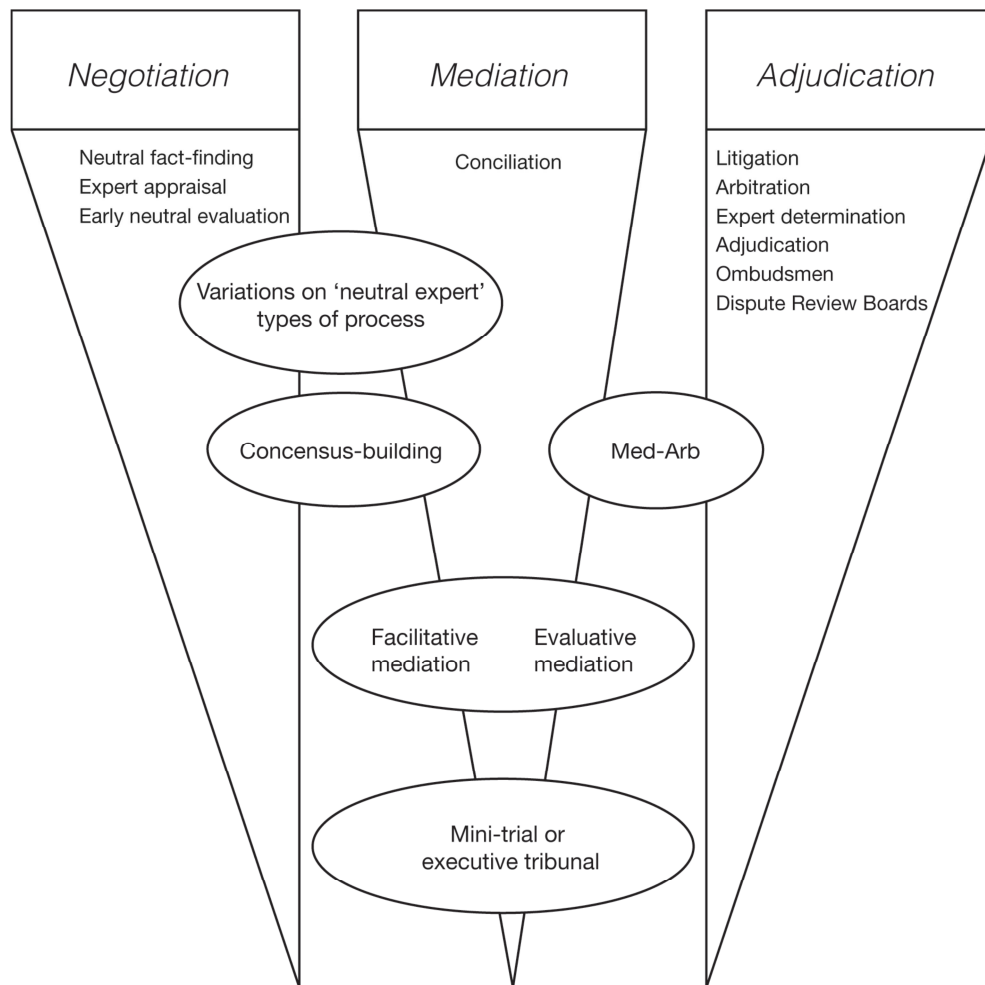 Negotiation
Mediation
Adjudication
Neutral fact-finding
Expert appraisal
Early neutral evaluation
Conciliation
Litigation
Arbitration
Expert determination
Adjudication
Ombudsmen
Dispute Review Boards
Variations on ‘neutral expert’
types of process
Concensus-building
Med-Arb
Facilitative
mediation
Evaluative
mediation
Mini-trial or
executive tribunal